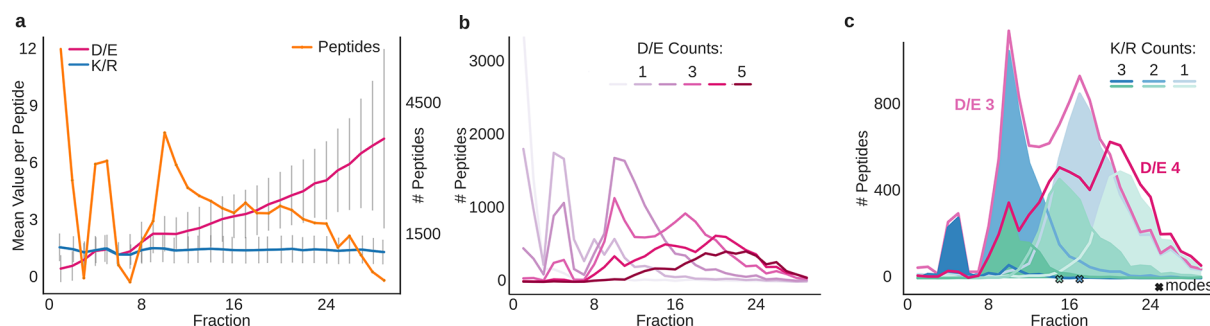 a
D/E
K/R
Peptides
Mean Value per Peptide
12
9
6
3
0
4500
1500
# Peptides
8
16
24
Fraction
b
D/E Counts:
1 3 5
# Peptides
3000
2000
1000
0
0
8
16
24
Fraction
c
K/R Counts:
3 2 1
D/E 3
D/E 4
# Peptides
800
400
0
0
8
16
24
modes
Fraction